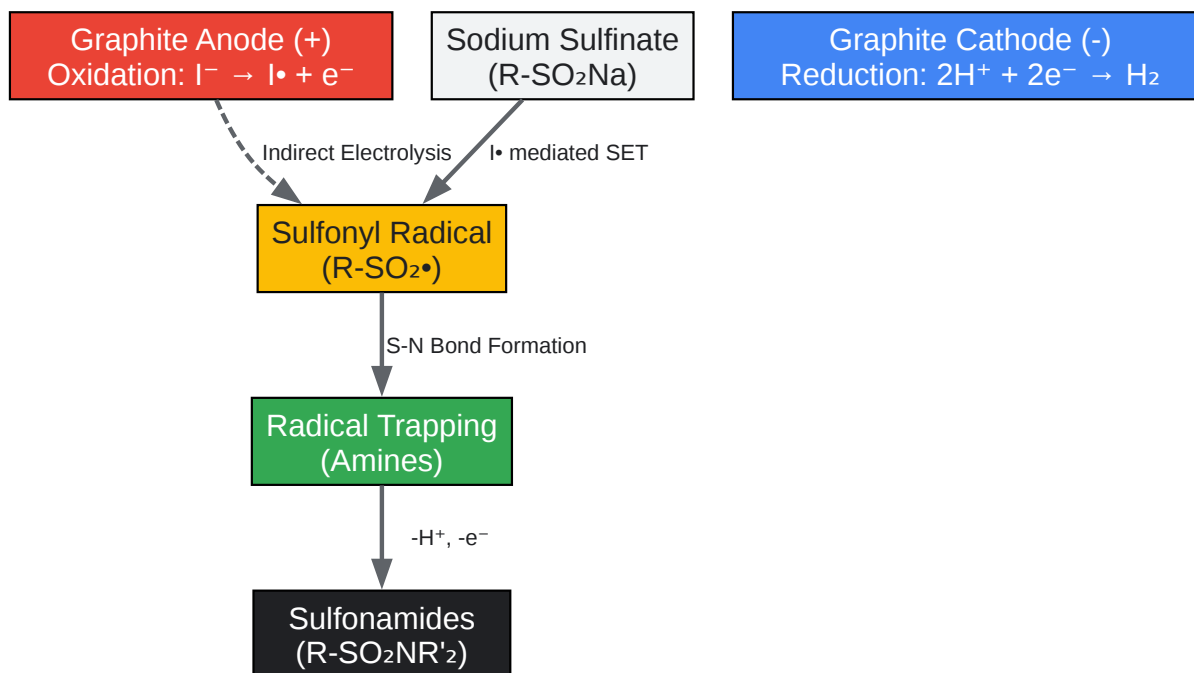 Graphite Anode (+)
Oxidation: I⁻ → I• + e⁻
Sodium Sulfinate
(R-SO₂Na)
Graphite Cathode (-)
Reduction: 2H⁺ + 2e⁻ → H₂
Indirect Electrolysis
I• mediated SET
Sulfonyl Radical
(R-SO₂•)
S-N Bond Formation
Radical Trapping
(Amines)
-H⁺, -e⁻
Sulfonamides
(R-SO₂NR'₂)